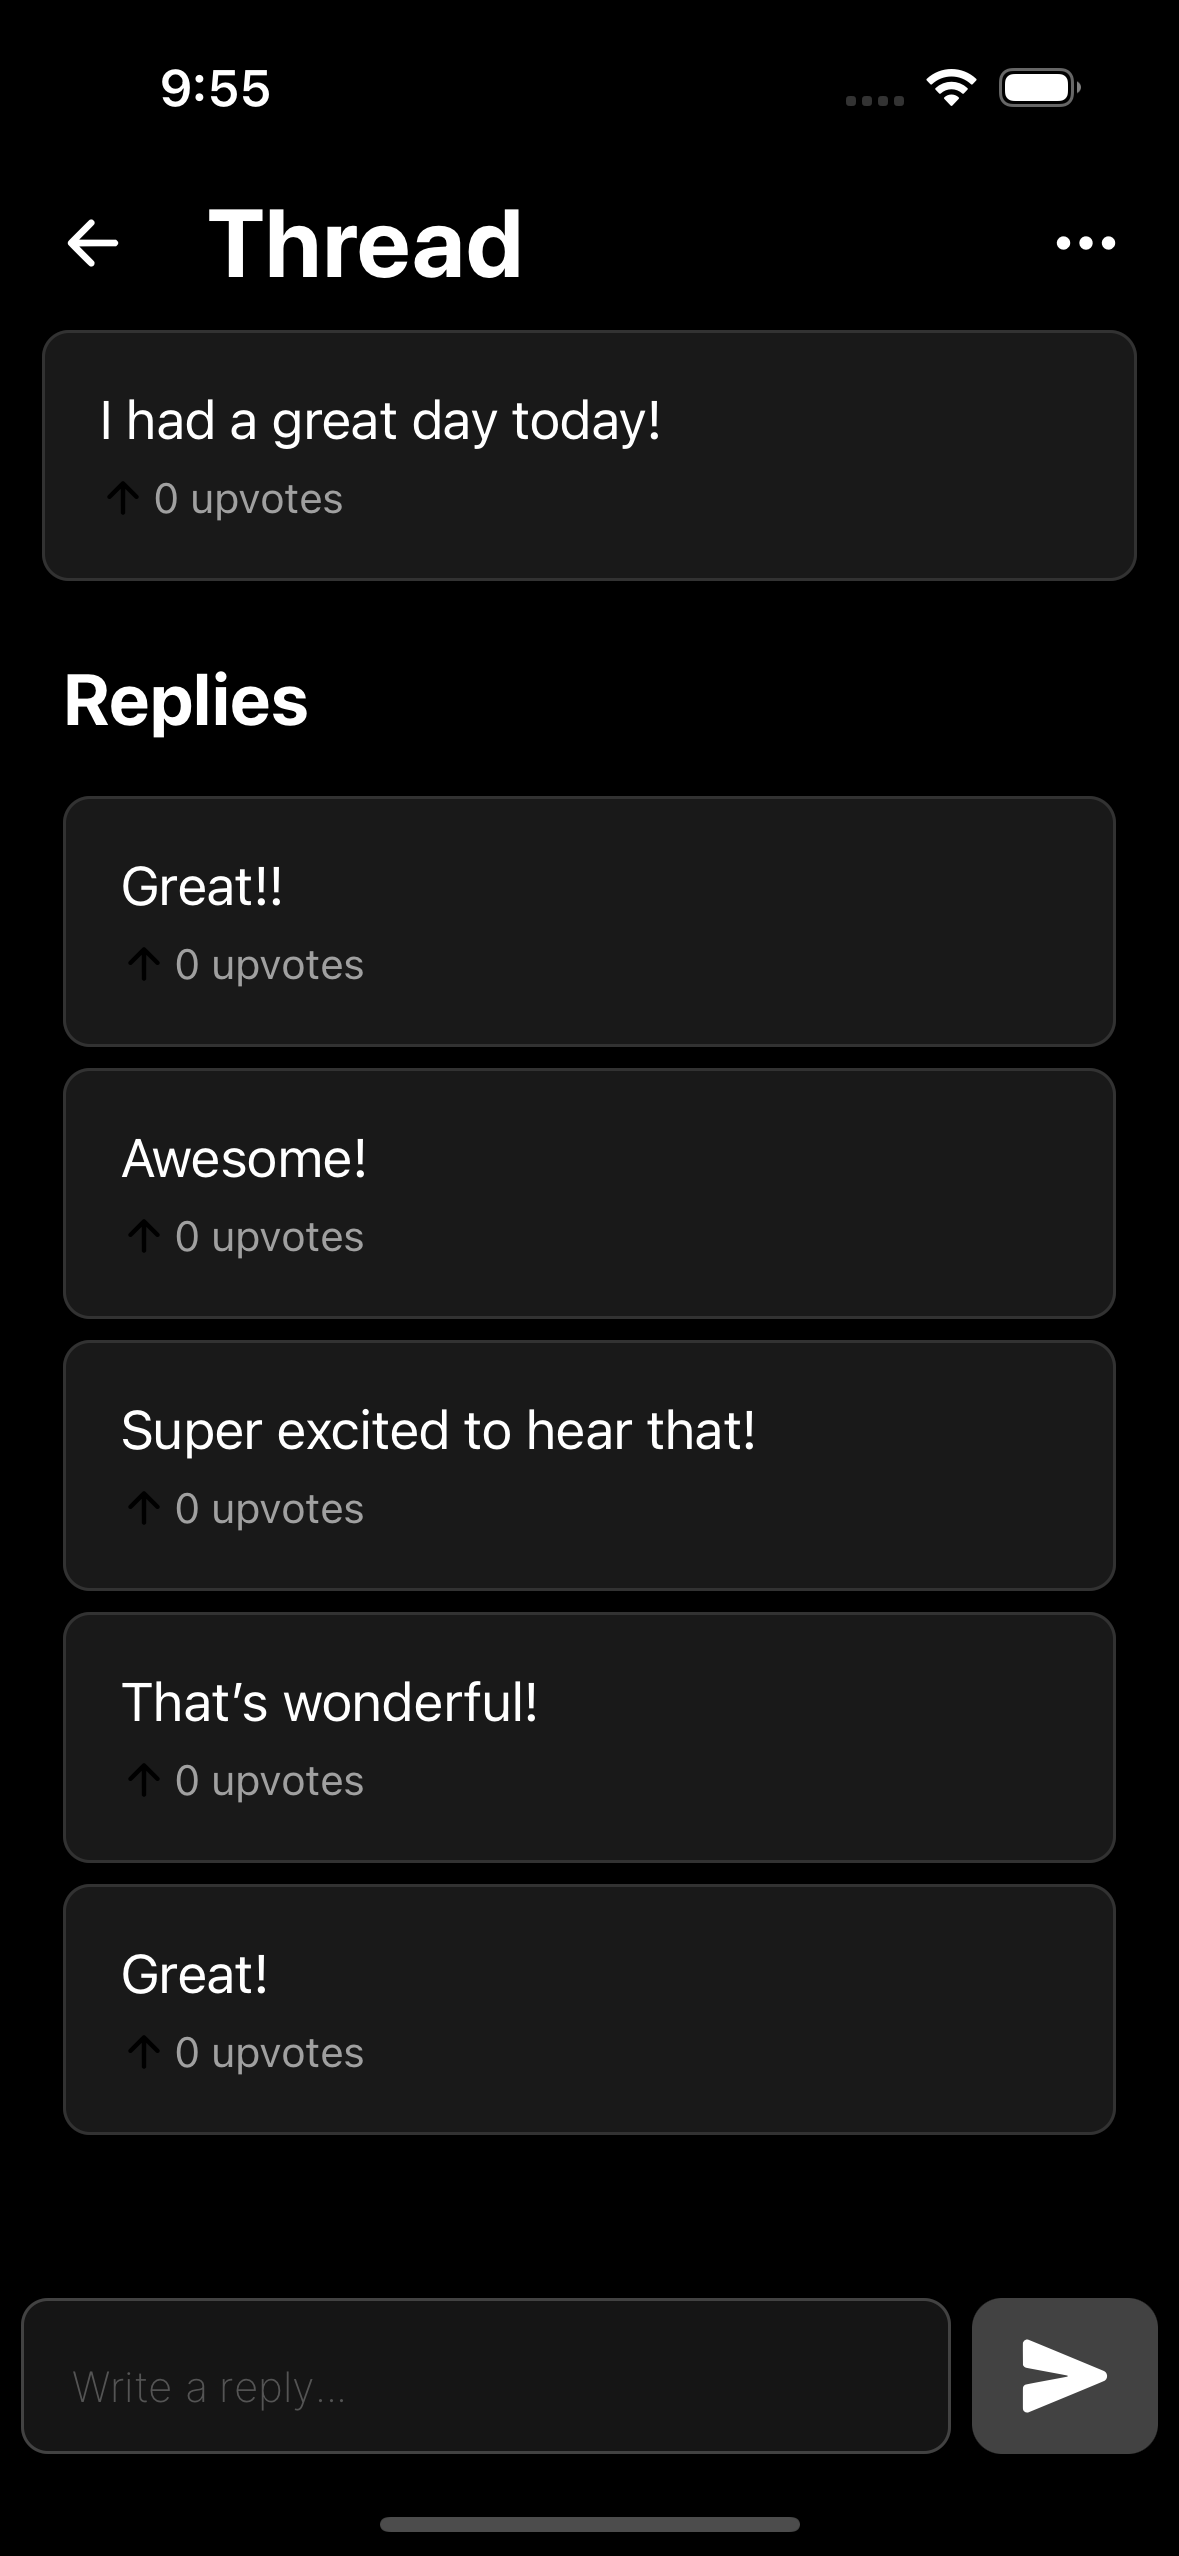 9:55
Thread
I had a great day today!
0 upvotes
Replies
Great!!
0 upvotes
Awesome!
0 upvotes
Super excited to hear that!
0 upvotes
That’s wonderful!
0 upvotes
Great!
0 upvotes
Write a reply...